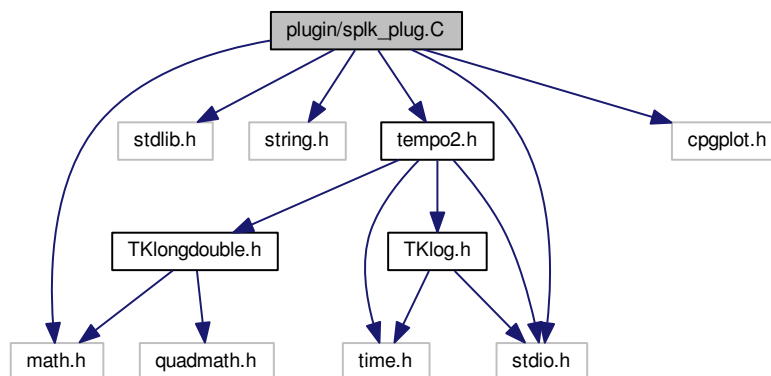 plugin/splk_plug.C
stdlib.h
string.h
tempo2.h
cpgplot.h
TKlongdouble.h
TKlog.h
math.h
quadmath.h
time.h
stdio.h